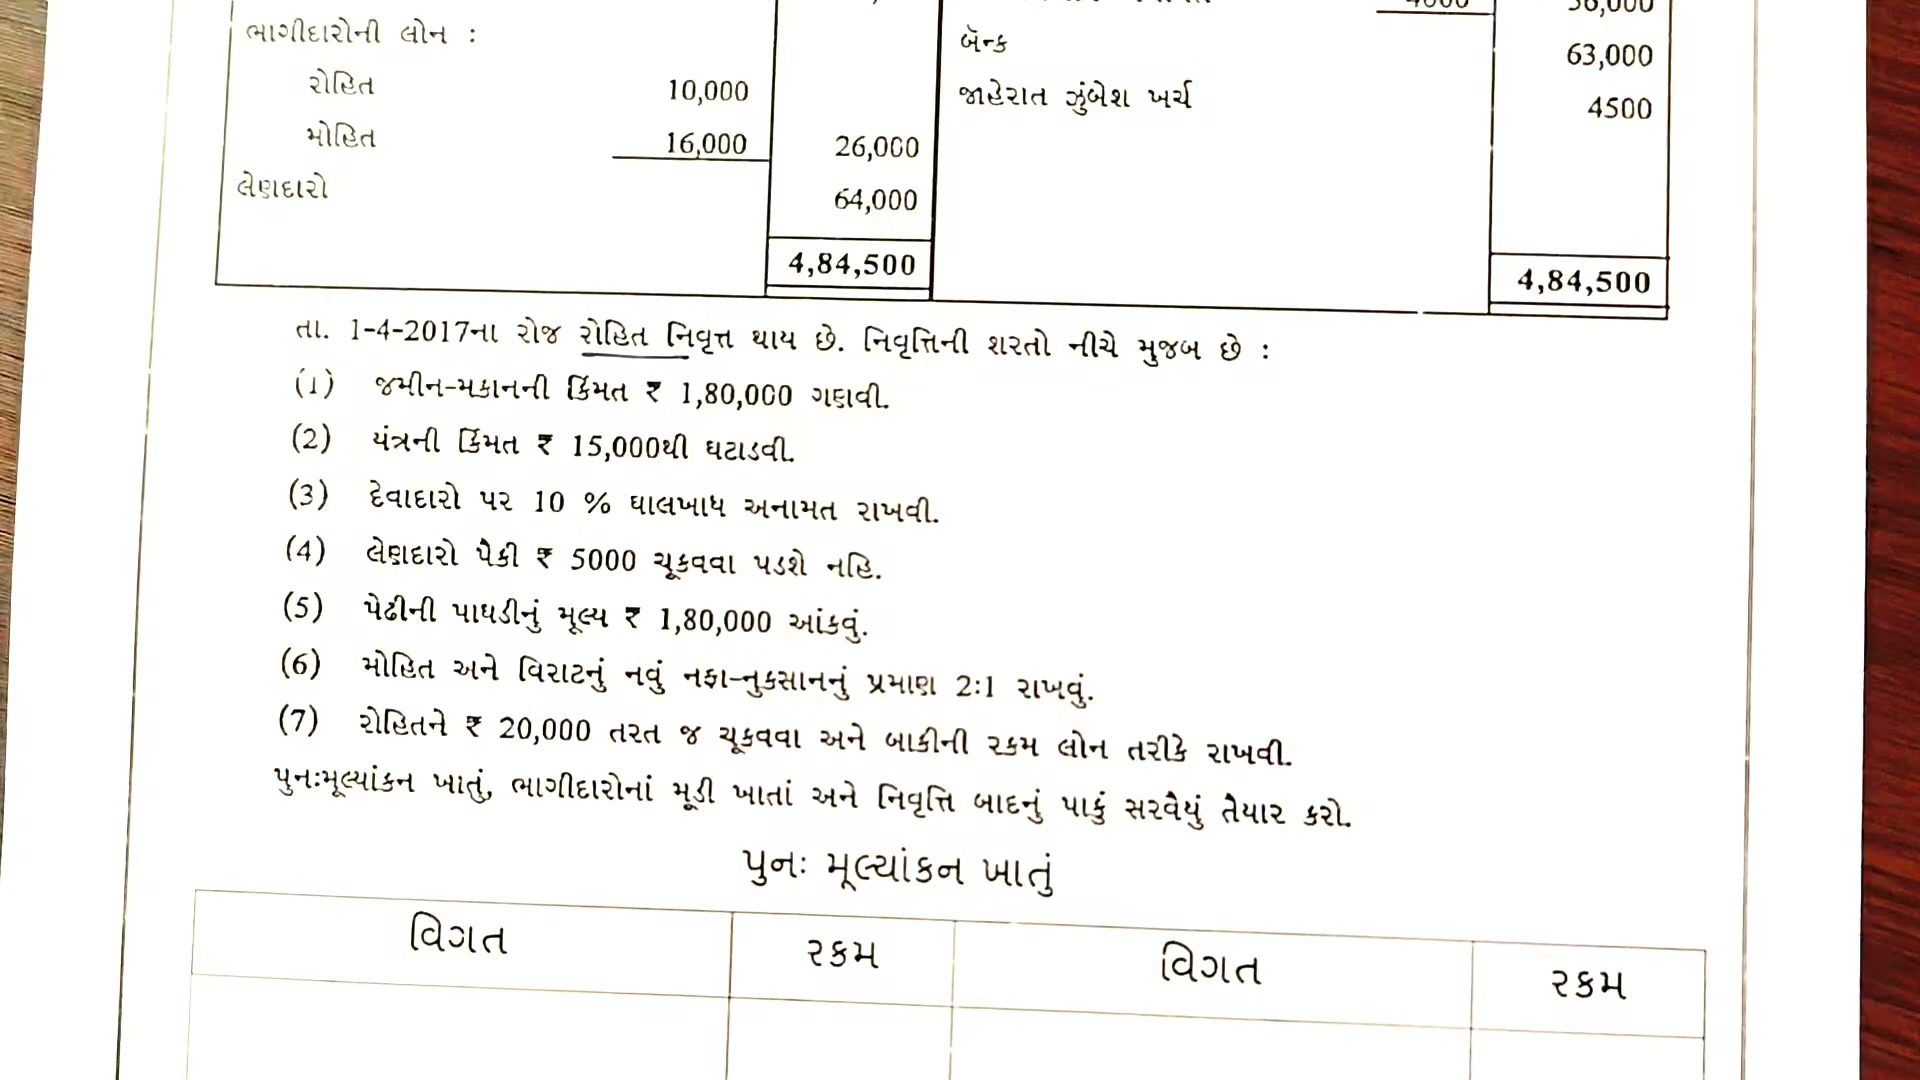 ભાગીદારોની લોન :
રોહિત 10,000
મોહિત 16,000 26,000
લેણદારો 64,000
4,84,500
બૅન્ક 63,000
જાહેરાત ઝુંબેશ ખર્ચ 4500
4,84,500
તા. 1-4-2017ના રોજ રોહિત નિવૃત્ત થાય છે. નિવૃત્તિની શરતો નીચે મુજબ છે :
(1) જમીન-મકાનની કિંમત ₹ 1,80,000 ગણવી.
(2) યંત્રની કિંમત ₹ 15,000થી ઘટાડવી.
(3) દેવાદારો પર 10 % ઘાલખાધ અનામત રાખવી.
(4) લેણદારો પૈકી ₹ 5000 ચૂકવવા પડશે નહિ.
(5) પેઢીની પાઘડીનું મૂલ્ય ₹ 1,80,000 આંકવું.
(6) મોહિત અને વિરાટનું નવું નફા-નુકસાનનું પ્રમાણ 2:1 રાખવું.
(7) રોહિતને ₹ 20,000 તરત જ ચૂકવવા અને બાકીની રકમ લોન તરીકે રાખવી.
પુનઃમૂલ્યાંકન ખાતું, ભાગીદારોનાં મૂડી ખાતાં અને નિવૃત્તિ બાદનું પાકું સરવૈયું તૈયાર કરો.
પુનઃ મૂલ્યાંકન ખાતું
વિગત રકમ વિગત રકમ